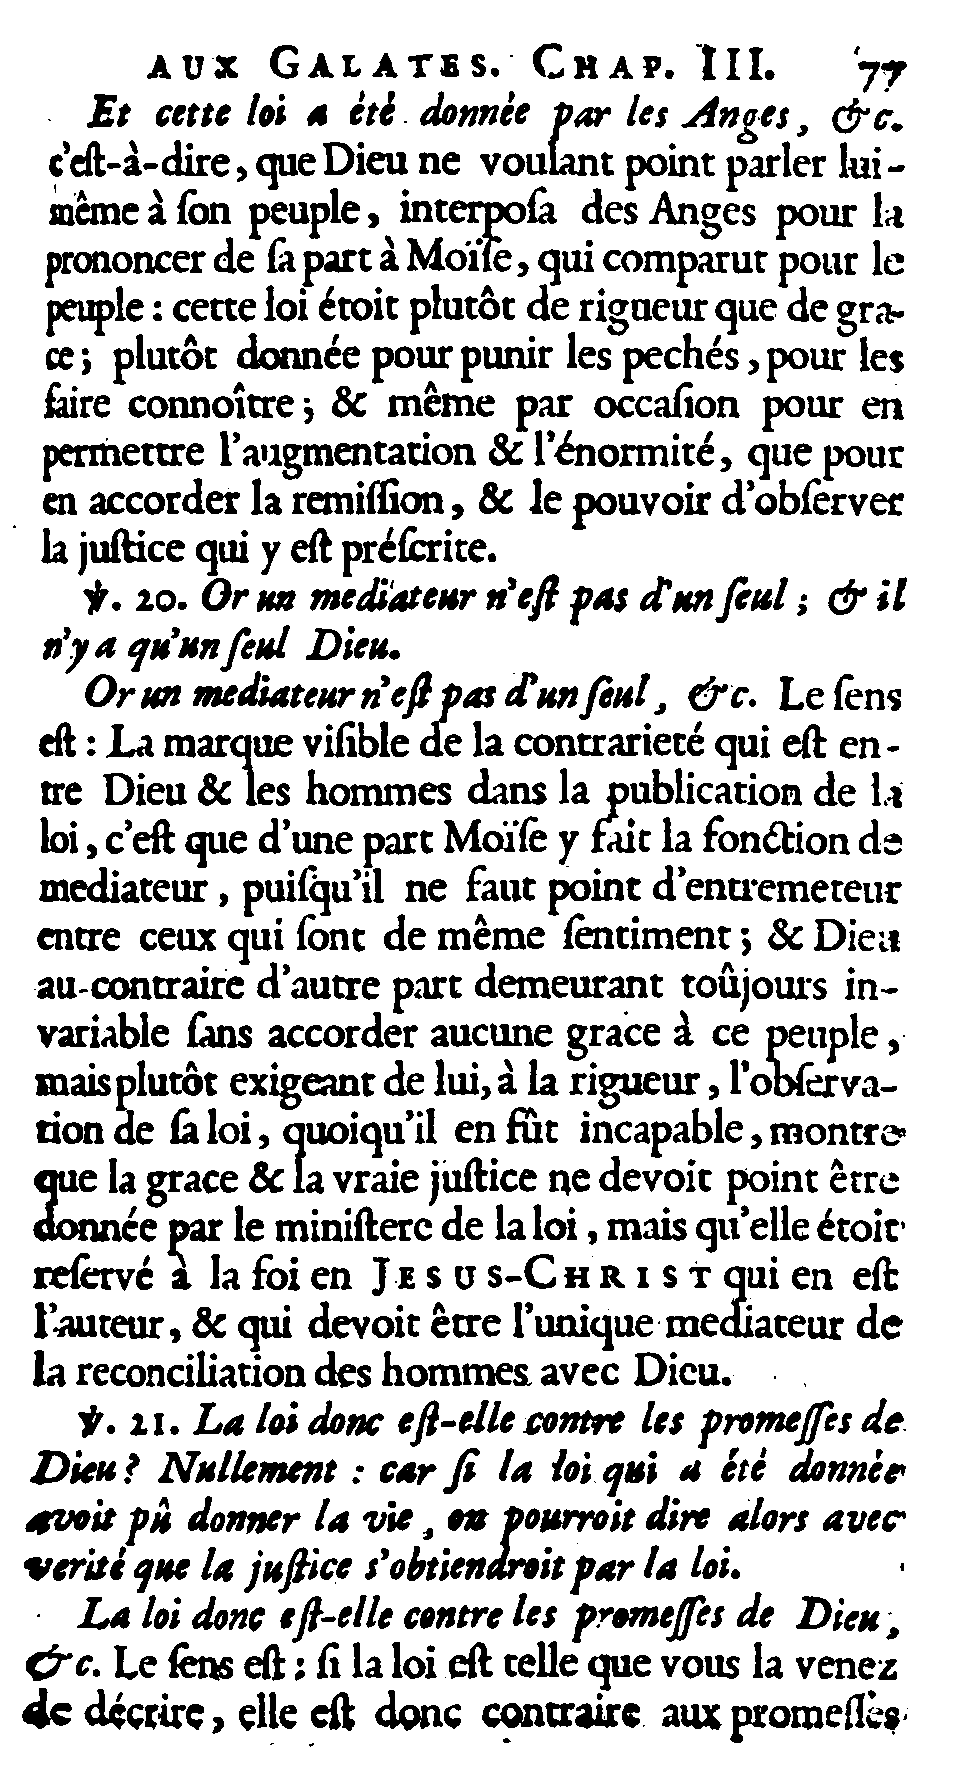 AUX GALATES. CHAP. III. 77
Et cette loi a été donnée par les Anges, &c.
c'eſt-à-dire, que Dieu ne voulant point parler lui-
même à ſon peuple, interpoſa des Anges pour la
prononcer de ſa part à Moïſe, qui comparut pour le
peuple : cette loi étoit plutôt de rigueur que de gra-
ce; plutôt donnée pour punir les pechés, pour les
faire connoître; & même par occaſion pour en
permettre l'augmentation & l'énormité, que pour
en accorder la remiſſion, & le pouvoir d'obſerver
la juſtice qui y eſt préſcrite.
℣. 20. Or un mediateur n'eſt pas d'un ſeul ; & il
n'y a qu'un ſeul Dieu.
Or un mediateur n'eſt pas d'un ſeul, &c. Le ſens
eſt : La marque viſible de la contrarieté qui eſt en-
tre Dieu & les hommes dans la publication de la
loi, c'eſt que d'une part Moïſe y fait la fonction de
mediateur, puiſqu'il ne faut point d'entremeteur
entre ceux qui ſont de même ſentiment ; & Dieu
au-contraire d'autre part demeurant toûjours in-
variable ſans accorder aucune grace à ce peuple,
mais plutôt exigeant de lui, à la rigueur, l'obſerva-
tion de ſa loi, quoiqu'il en fût incapable, montre
que la grace & la vraie juſtice ne devoit point être
donnée par le miniſtere de la loi, mais qu'elle étoit
reſervé à la foi en JESUS-CHRIST qui en eſt
l'auteur, & qui devoit être l'unique mediateur de
la reconciliation des hommes avec Dieu.
℣. 21. La loi donc eſt-elle contre les promeſſes de
Dieu? Nullement : car ſi la loi qui a été donnée
avoit pû donner la vie, on pourroit dire alors avec
verité que la juſtice s'obtiendroit par la loi.
La loi donc eſt-elle contre les promeſſes de Dieu,
&c. Le ſens eſt : ſi la loi eſt telle que vous la venez
de décrire, elle eſt donc contraire aux promeſſes